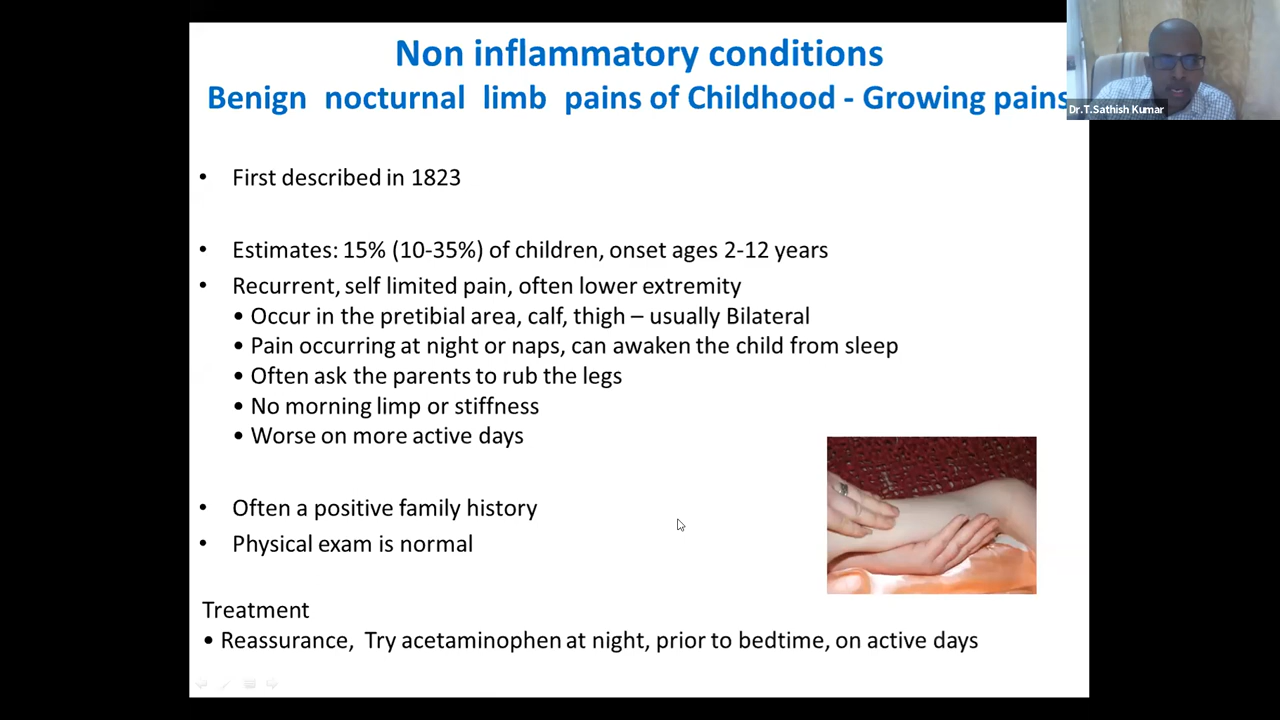 Non inflammatory conditions
Benign nocturnal limb pains of Childhood - Growing pains
Dr.T.Sathish Kumar
• First described in 1823
• Estimates: 15% (10-35%) of children, onset ages 2-12 years
• Recurrent, self limited pain, often lower extremity
• Occur in the pretibial area, calf, thigh – usually Bilateral
• Pain occurring at night or naps, can awaken the child from sleep
• Often ask the parents to rub the legs
• No morning limp or stiffness
• Worse on more active days
• Often a positive family history
• Physical exam is normal
Treatment
• Reassurance, Try acetaminophen at night, prior to bedtime, on active days